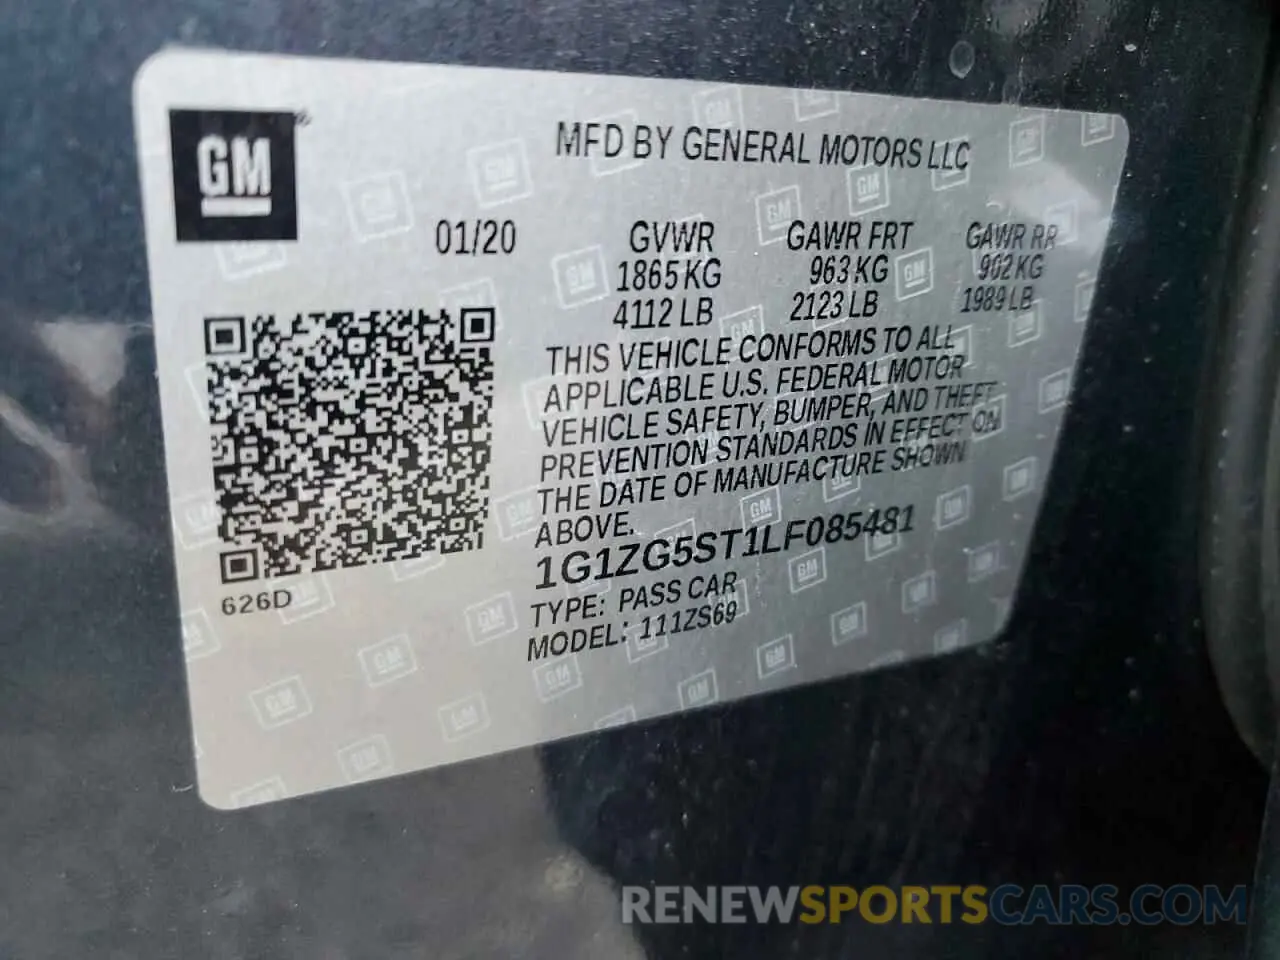 GM
MFD BY GENERAL MOTORS LLC
01/20 GVWR GAWR FRT GAWR RR
1865 KG 963 KG 902 KG
4112 LB 2123 LB 1989 LB
THIS VEHICLE CONFORMS TO ALL
APPLICABLE U.S. FEDERAL MOTOR
VEHICLE SAFETY, BUMPER, AND THEFT
PREVENTION STANDARDS IN EFFECT ON
THE DATE OF MANUFACTURE SHOWN
ABOVE.
1G1ZG5ST1LF085481
TYPE: PASS CAR
MODEL: 111ZS69
626D
RENEWSPORTSCARS.COM